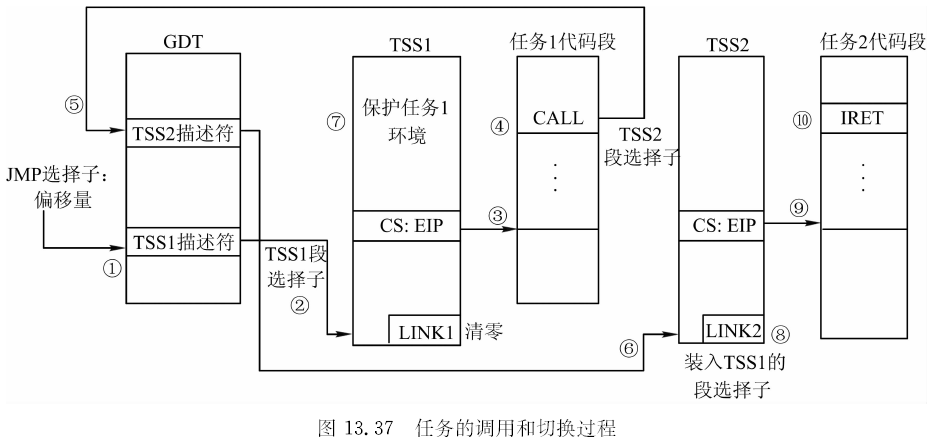 GDT
TSS1
任务1代码段
TSS2
任务2代码段
⑤
TSS2描述符
JMP选择子:
偏移量
TSS1描述符
①
TSS1段
选择子
②
⑦
保护任务1
环境
CS: EIP
③
LINK1
清零
④
CALL
⋮
TSS2
段选择子
CS: EIP
⑨
⑥
LINK2
⑧
装入TSS1的
段选择子
⑩
IRET
⋮
图 13.37 任务的调用和切换过程